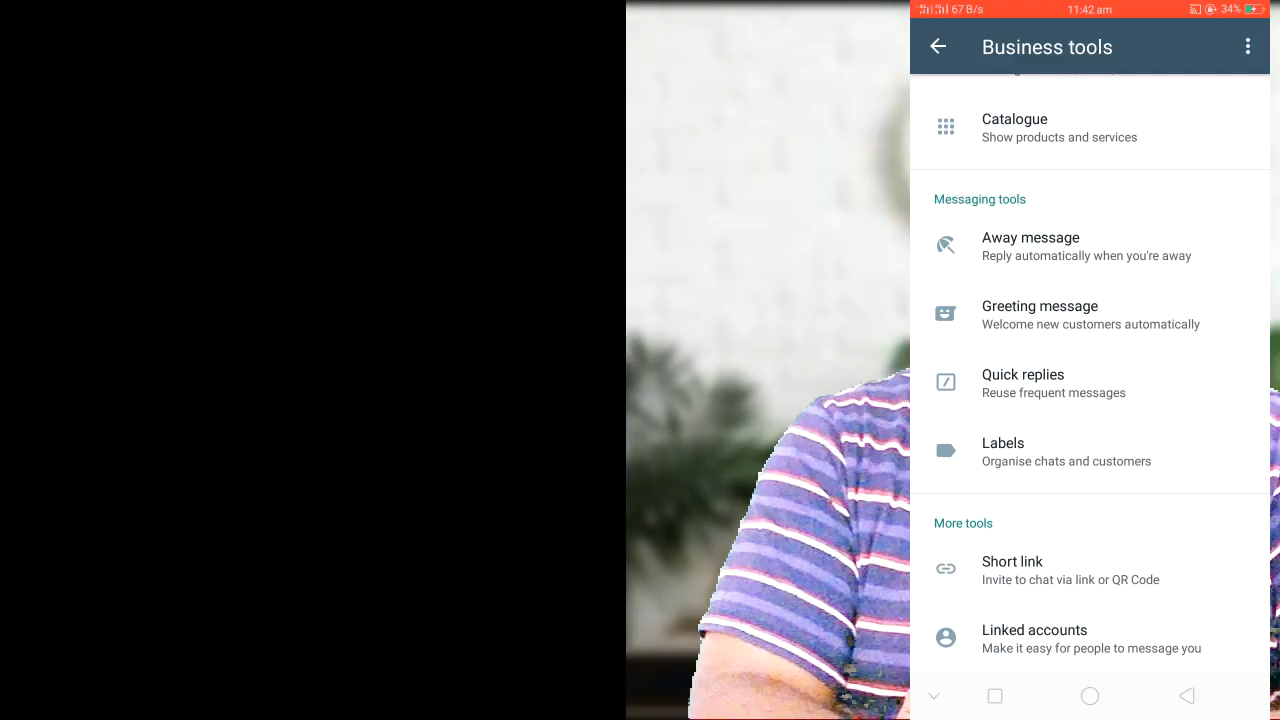 67 B/s
11:42 am
34%
Business tools
Catalogue
Show products and services
Messaging tools
Away message
Reply automatically when you're away
Greeting message
Welcome new customers automatically
Quick replies
Reuse frequent messages
Labels
Organise chats and customers
More tools
Short link
Invite to chat via link or QR Code
Linked accounts
Make it easy for people to message you